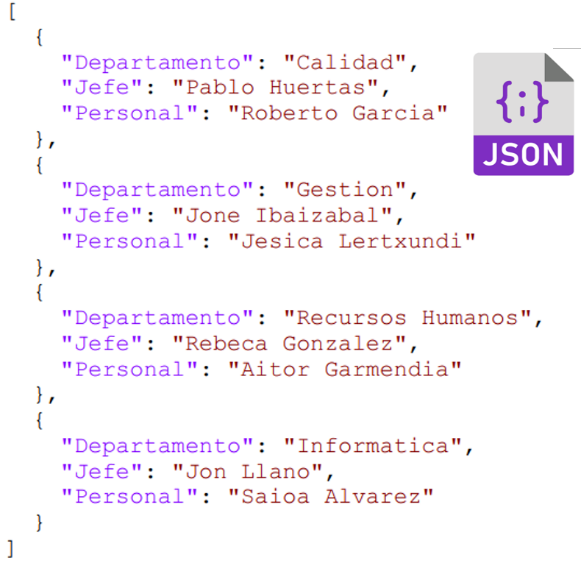 [
  {
    "Departamento": "Calidad",
    "Jefe": "Pablo Huertas",
    "Personal": "Roberto Garcia"
  },
  {
    "Departamento": "Gestion",
    "Jefe": "Jone Ibaizabal",
    "Personal": "Jesica Lertxundi"
  },
  {
    "Departamento": "Recursos Humanos",
    "Jefe": "Rebeca Gonzalez",
    "Personal": "Aitor Garmendia"
  },
  {
    "Departamento": "Informatica",
    "Jefe": "Jon Llano",
    "Personal": "Saioa Alvarez"
  }
]
{;}
JSON